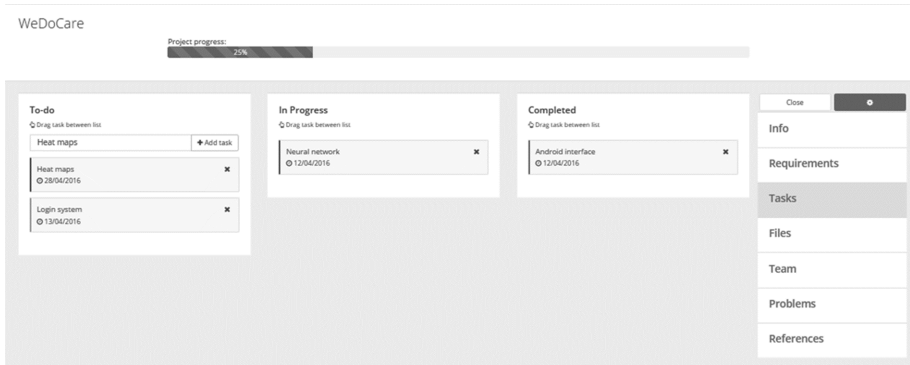 WeDoCare
Project progress:
25%
To-do
Drag task between list
Heat maps
+ Add task
Heat maps
28/04/2016
Login system
13/04/2016
In Progress
Drag task between list
Neural network
12/04/2016
Completed
Drag task between list
Android interface
12/04/2016
Close
Info
Requirements
Tasks
Files
Team
Problems
References